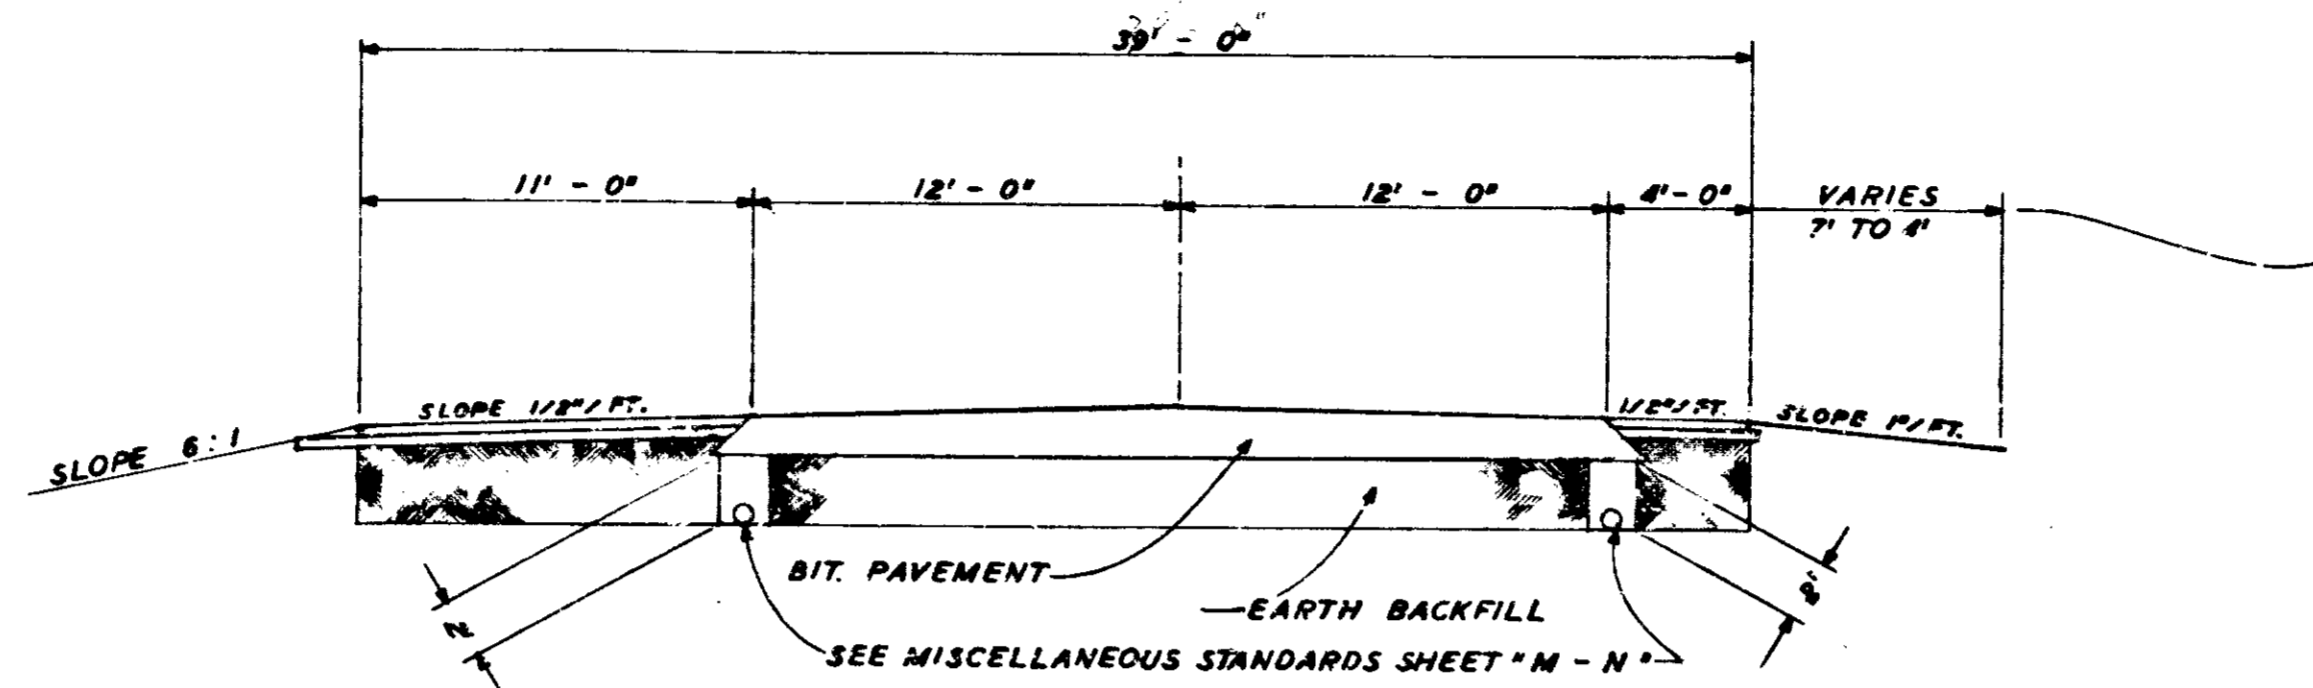 39' - 0"
11' - 0"
12' - 0"
12' - 0"
4' - 0"
VARIES
?' TO 4'
SLOPE 1/2"/ FT.
1/2"/ FT.
SLOPE 1"/ FT.
SLOPE 6 : 1
BIT. PAVEMENT
EARTH BACKFILL
SEE MISCELLANEOUS STANDARDS SHEET "M - N"